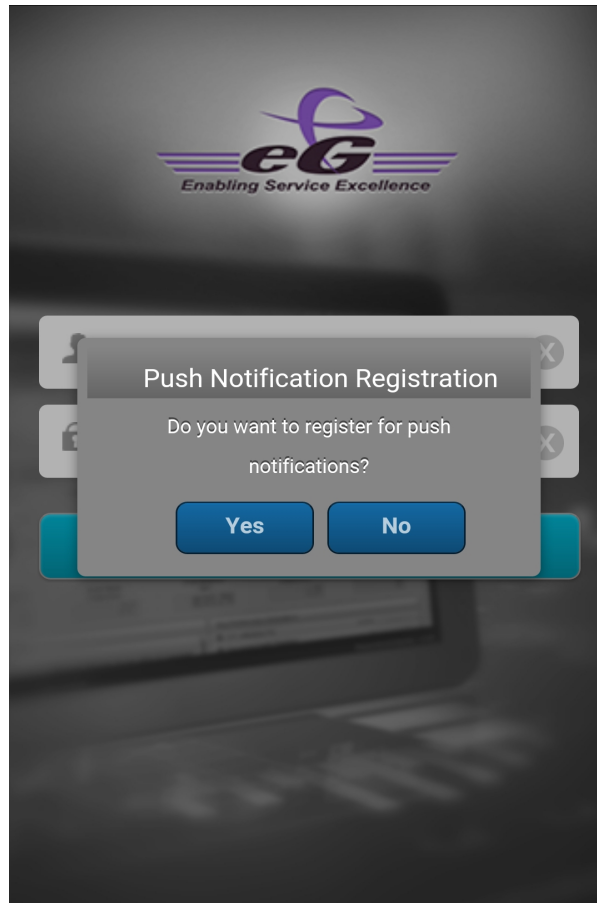 eG
Enabling Service Excellence
X
Push Notification Registration
Do you want to register for push
notifications?
X
Yes No